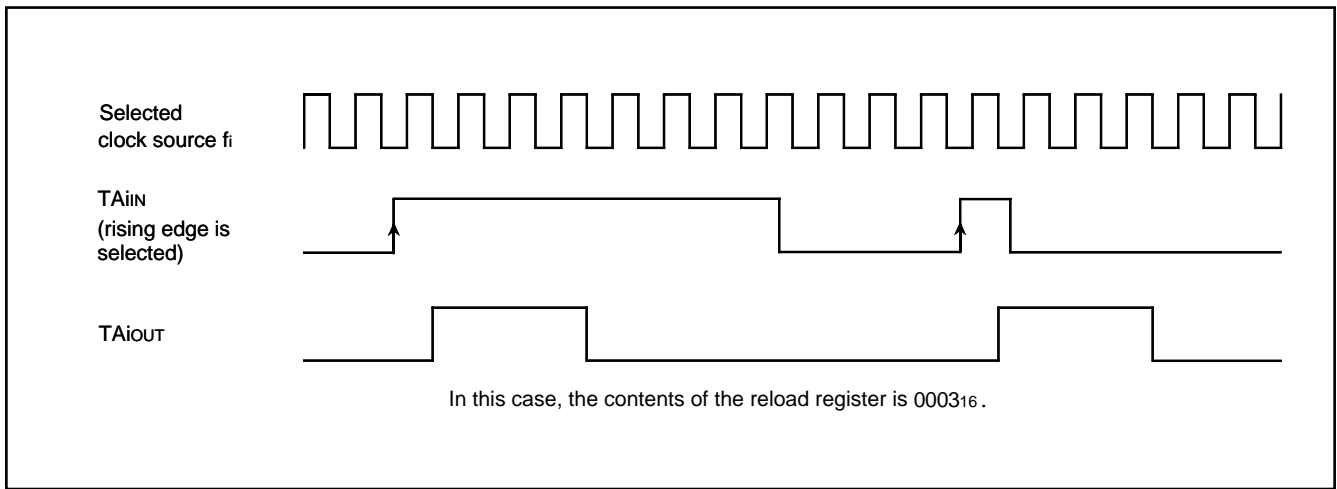 Selected
clock source fi
TAiIN
(rising edge is
selected)
TAiOUT
In this case, the contents of the reload register is 000316.